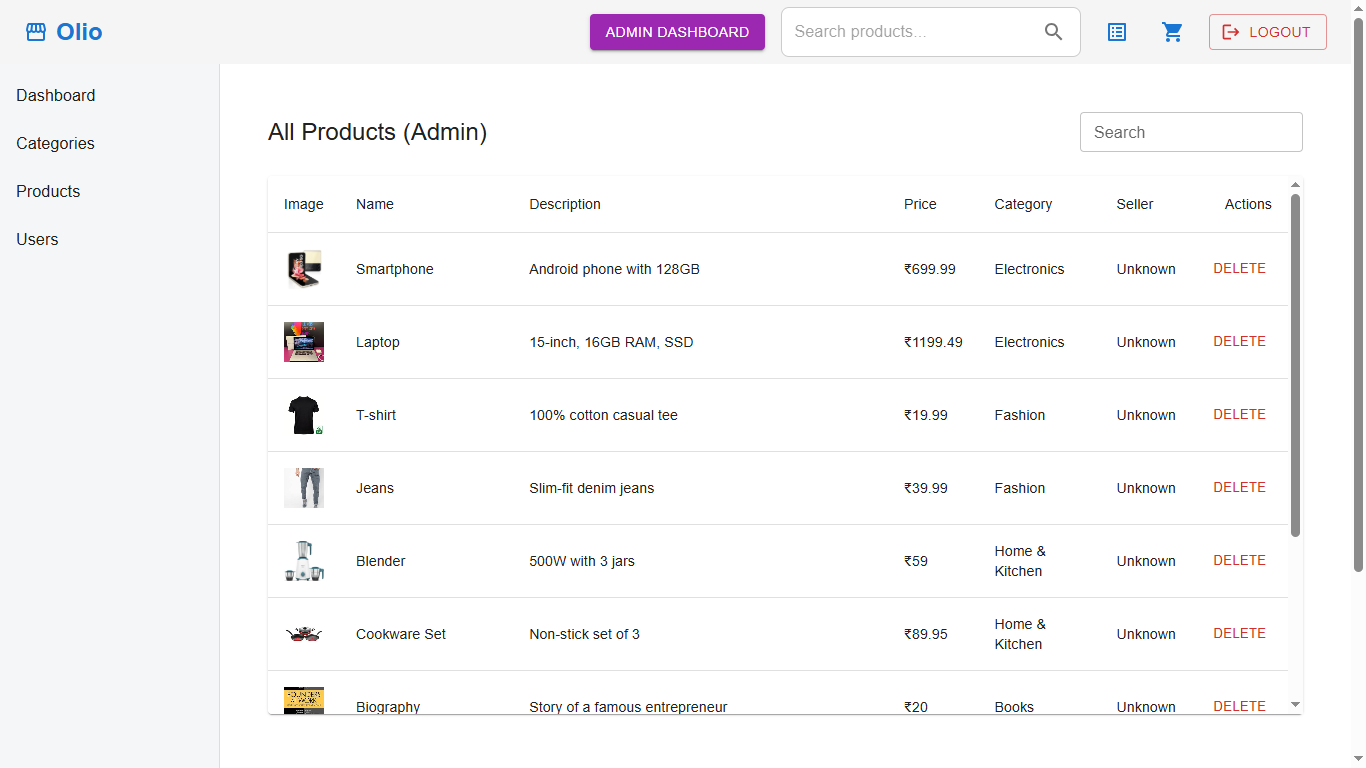 Olio
ADMIN DASHBOARD
Search products...
LOGOUT
Dashboard
Categories
Products
Users
All Products (Admin)
Search
Image Name Description Price Category Seller Actions
Smartphone Android phone with 128GB ₹699.99 Electronics Unknown DELETE
Laptop 15-inch, 16GB RAM, SSD ₹1199.49 Electronics Unknown DELETE
T-shirt 100% cotton casual tee ₹19.99 Fashion Unknown DELETE
Jeans Slim-fit denim jeans ₹39.99 Fashion Unknown DELETE
Blender 500W with 3 jars ₹59 Home & Kitchen Unknown DELETE
Cookware Set Non-stick set of 3 ₹89.95 Home & Kitchen Unknown DELETE
FOUNDERS AT WORK
Biography Story of a famous entrepreneur ₹20 Books Unknown DELETE